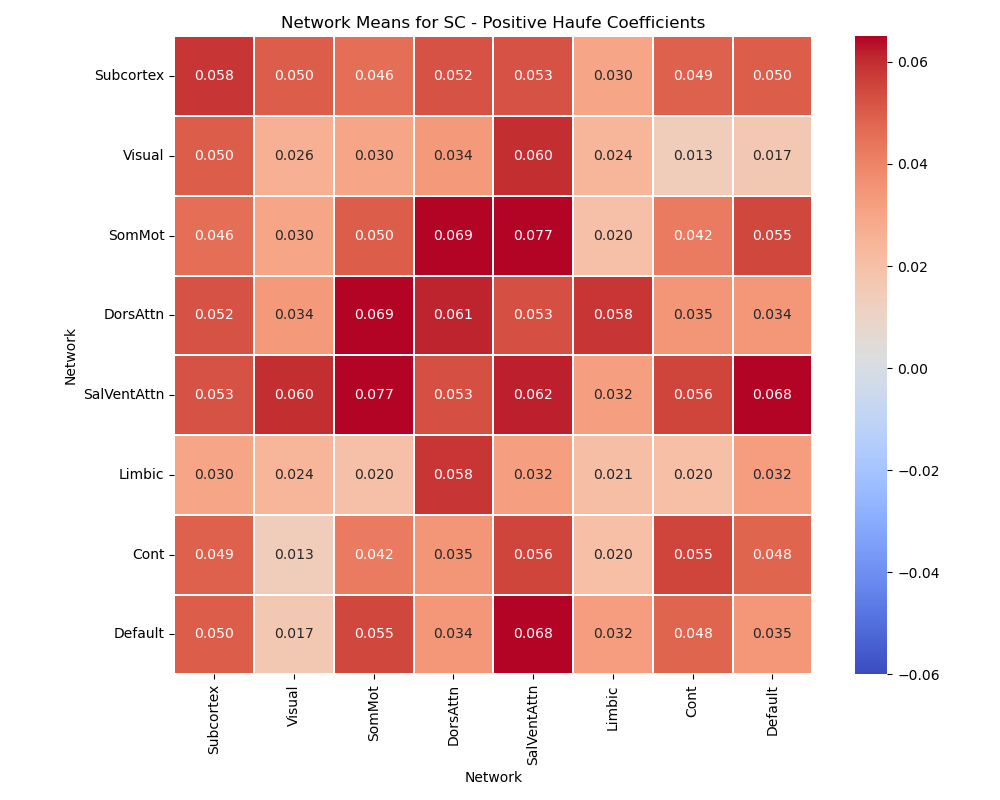 Network Means for SC - Positive Haufe Coefficients
Network
Subcortex 0.058 0.050 0.046 0.052 0.053 0.030 0.049 0.050
Visual 0.050 0.026 0.030 0.034 0.060 0.024 0.013 0.017
SomMot 0.046 0.030 0.050 0.069 0.077 0.020 0.042 0.055
DorsAttn 0.052 0.034 0.069 0.061 0.053 0.058 0.035 0.034
SalVentAttn 0.053 0.060 0.077 0.053 0.062 0.032 0.056 0.068
Limbic 0.030 0.024 0.020 0.058 0.032 0.021 0.020 0.032
Cont 0.049 0.013 0.042 0.035 0.056 0.020 0.055 0.048
Default 0.050 0.017 0.055 0.034 0.068 0.032 0.048 0.035
Subcortex Visual SomMot DorsAttn SalVentAttn Limbic Cont Default
Network
0.06
0.04
0.02
0.00
−0.02
−0.04
−0.06